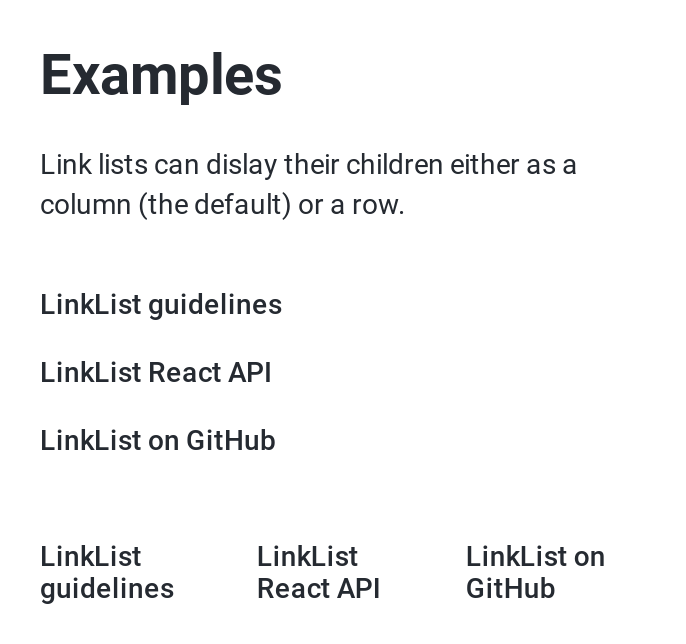 Examples
Link lists can dislay their children either as a
column (the default) or a row.
LinkList guidelines
LinkList React API
LinkList on GitHub
LinkList
guidelines
LinkList
React API
LinkList on
GitHub